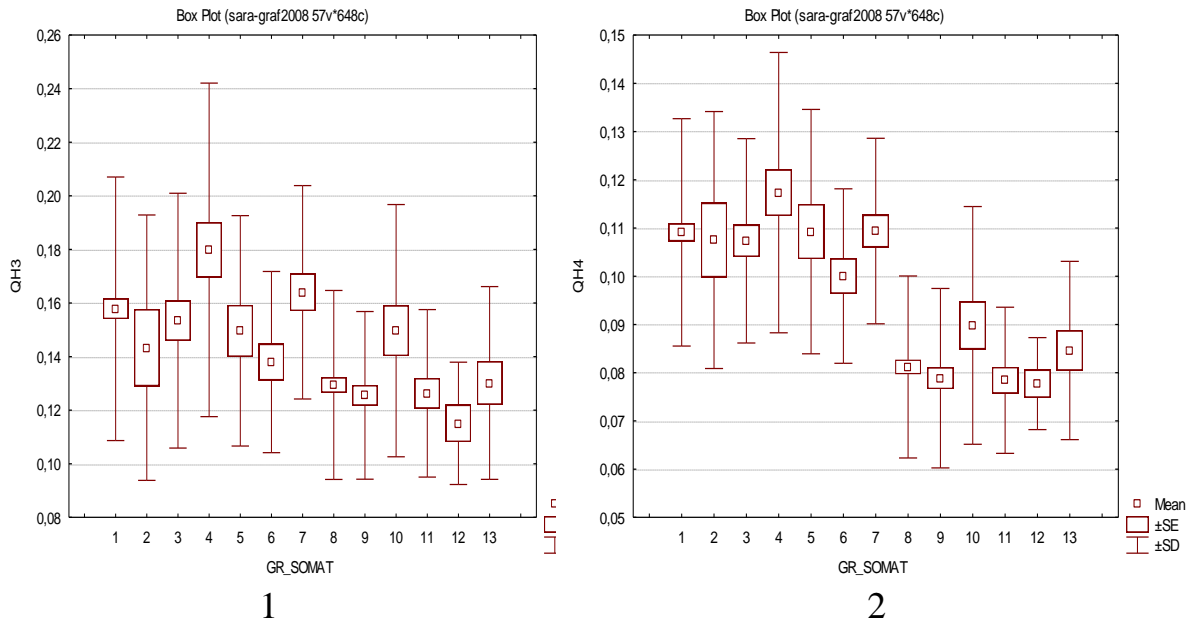 Box Plot (sara-graf2008 57v*648c)
0,26
0,24
0,22
0,20
0,18
0,16
0,14
0,12
0,10
0,08
QH3
1 2 3 4 5 6 7 8 9 10 11 12 13
GR_SOMAT
1
Box Plot (sara-graf2008 57v*648c)
0,15
0,14
0,13
0,12
0,11
0,10
0,09
0,08
0,07
0,06
0,05
QH4
1 2 3 4 5 6 7 8 9 10 11 12 13
GR_SOMAT
Mean
±SE
±SD
2